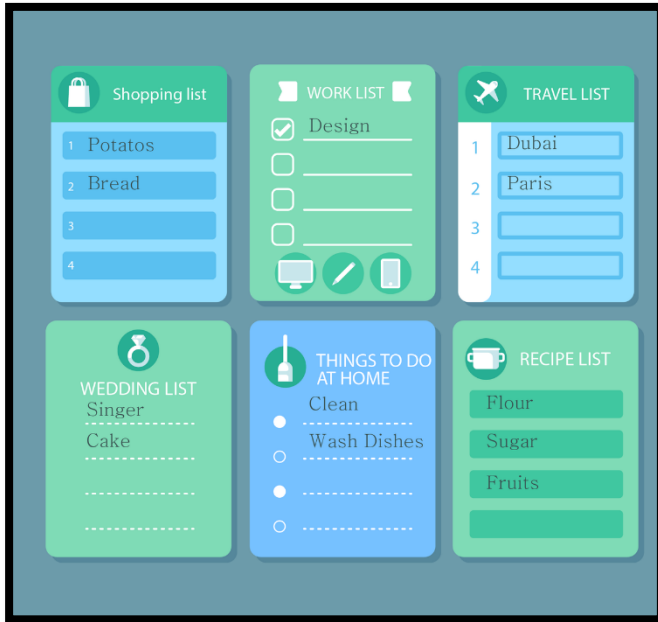 Shopping list
1 Potatos
2 Bread
3
4
WORK LIST
Design
TRAVEL LIST
1 Dubai
2 Paris
3
4
WEDDING LIST
Singer
Cake
THINGS TO DO
AT HOME
Clean
Wash Dishes
RECIPE LIST
Flour
Sugar
Fruits